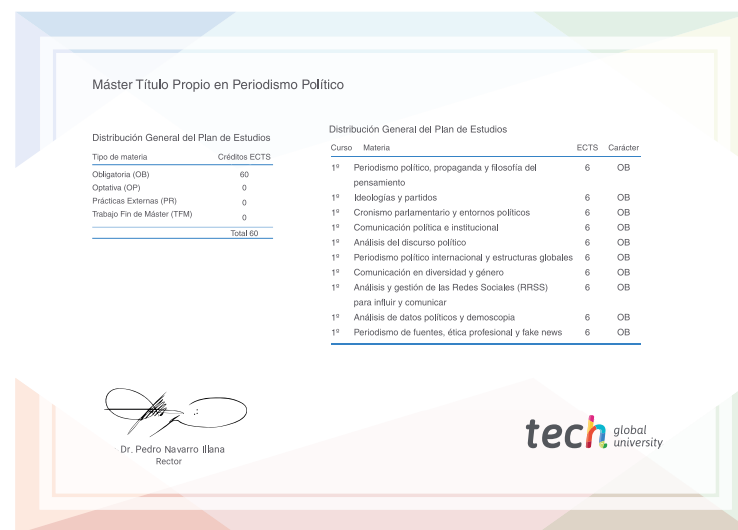 Máster Título Propio en Periodismo Político
Distribución General del Plan de Estudios
Tipo de materia Créditos ECTS
Obligatoria (OB) 60
Optativa (OP) 0
Prácticas Externas (PR) 0
Trabajo Fin de Máster (TFM) 0
Total 60
Distribución General del Plan de Estudios
Curso Materia ECTS Carácter
1º Periodismo político, propaganda y filosofía del 6 OB
pensamiento
1º Ideologías y partidos 6 OB
1º Cronismo parlamentario y entornos políticos 6 OB
1º Comunicación política e institucional 6 OB
1º Análisis del discurso político 6 OB
1º Periodismo político internacional y estructuras globales 6 OB
1º Comunicación en diversidad y género 6 OB
1º Análisis y gestión de las Redes Sociales (RRSS) 6 OB
para influir y comunicar
1º Análisis de datos políticos y demoscopia 6 OB
1º Periodismo de fuentes, ética profesional y fake news 6 OB
Dr. Pedro Navarro Illana
Rector
tech global
university